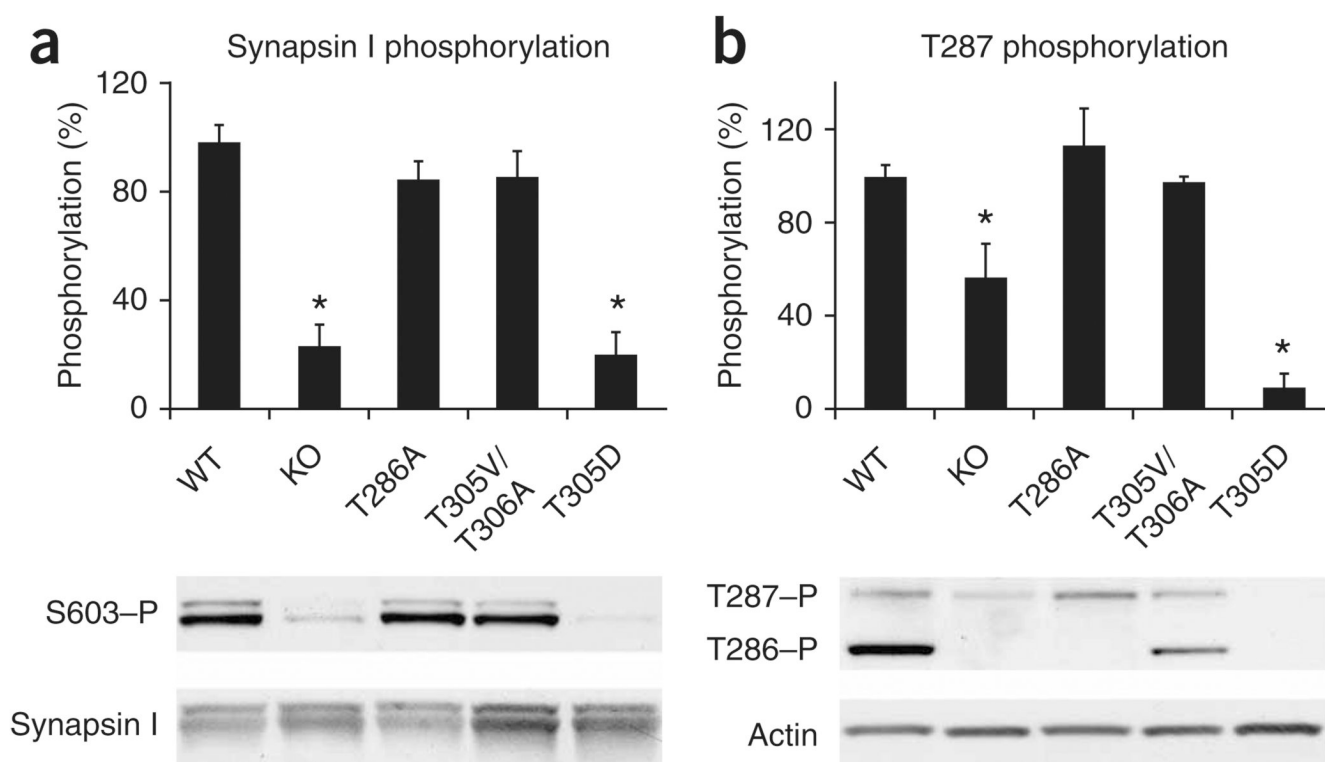 a
Synapsin I phosphorylation
Phosphorylation (%)
120
80
40
0
*
*
WT
KO
T286A
T305V/
T306A
T305D
S603–P
Synapsin I
b
T287 phosphorylation
Phosphorylation (%)
120
80
40
0
*
*
WT
KO
T286A
T305V/
T306A
T305D
T287–P
T286–P
Actin